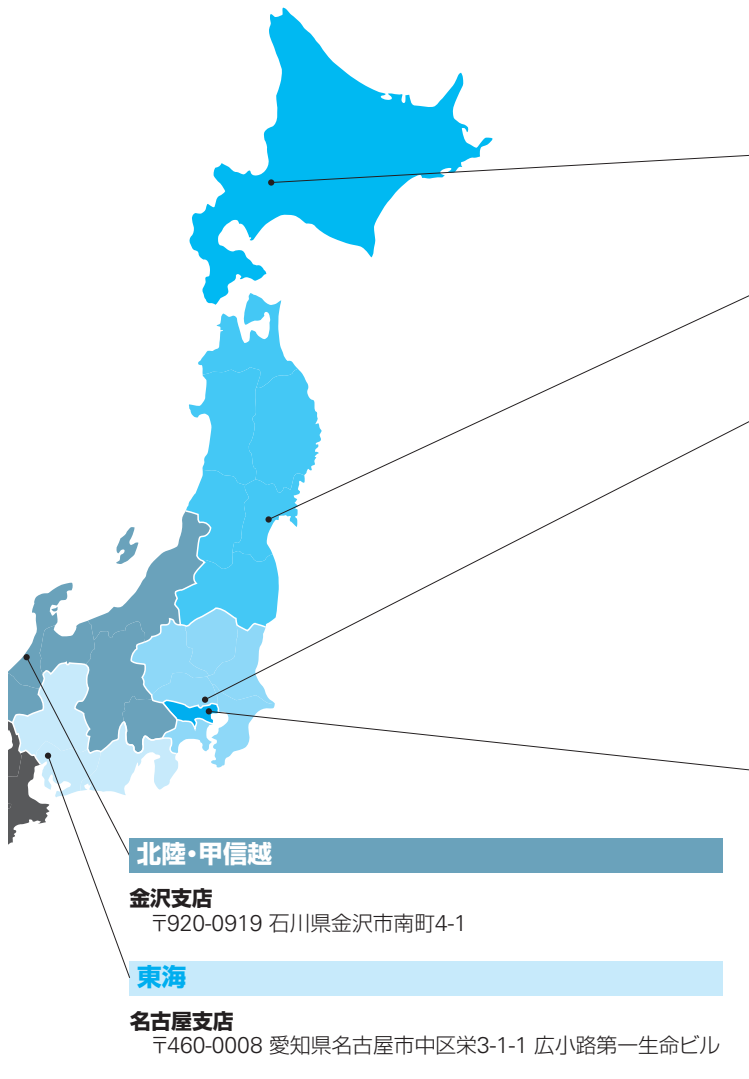 北陸・甲信越
金沢支店
〒920-0919 石川県金沢市南町4-1
東海
名古屋支店
〒460-0008 愛知県名古屋市中区栄3-1-1 広小路第一生命ビル